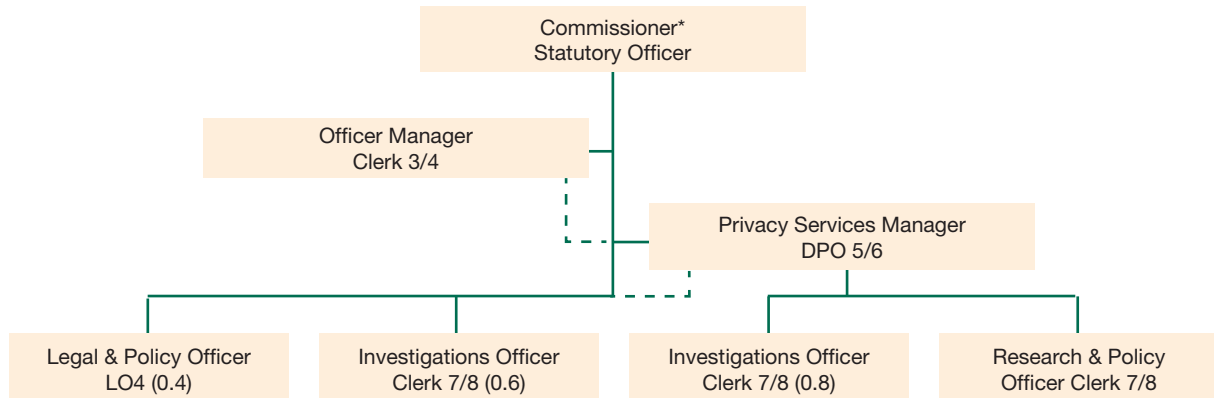 Commissioner*
Statutory Officer
Officer Manager
Clerk 3/4
Privacy Services Manager
DPO 5/6
Legal & Policy Officer
LO4 (0.4)
Investigations Officer
Clerk 7/8 (0.6)
Investigations Officer
Clerk 7/8 (0.8)
Research & Policy
Officer Clerk 7/8